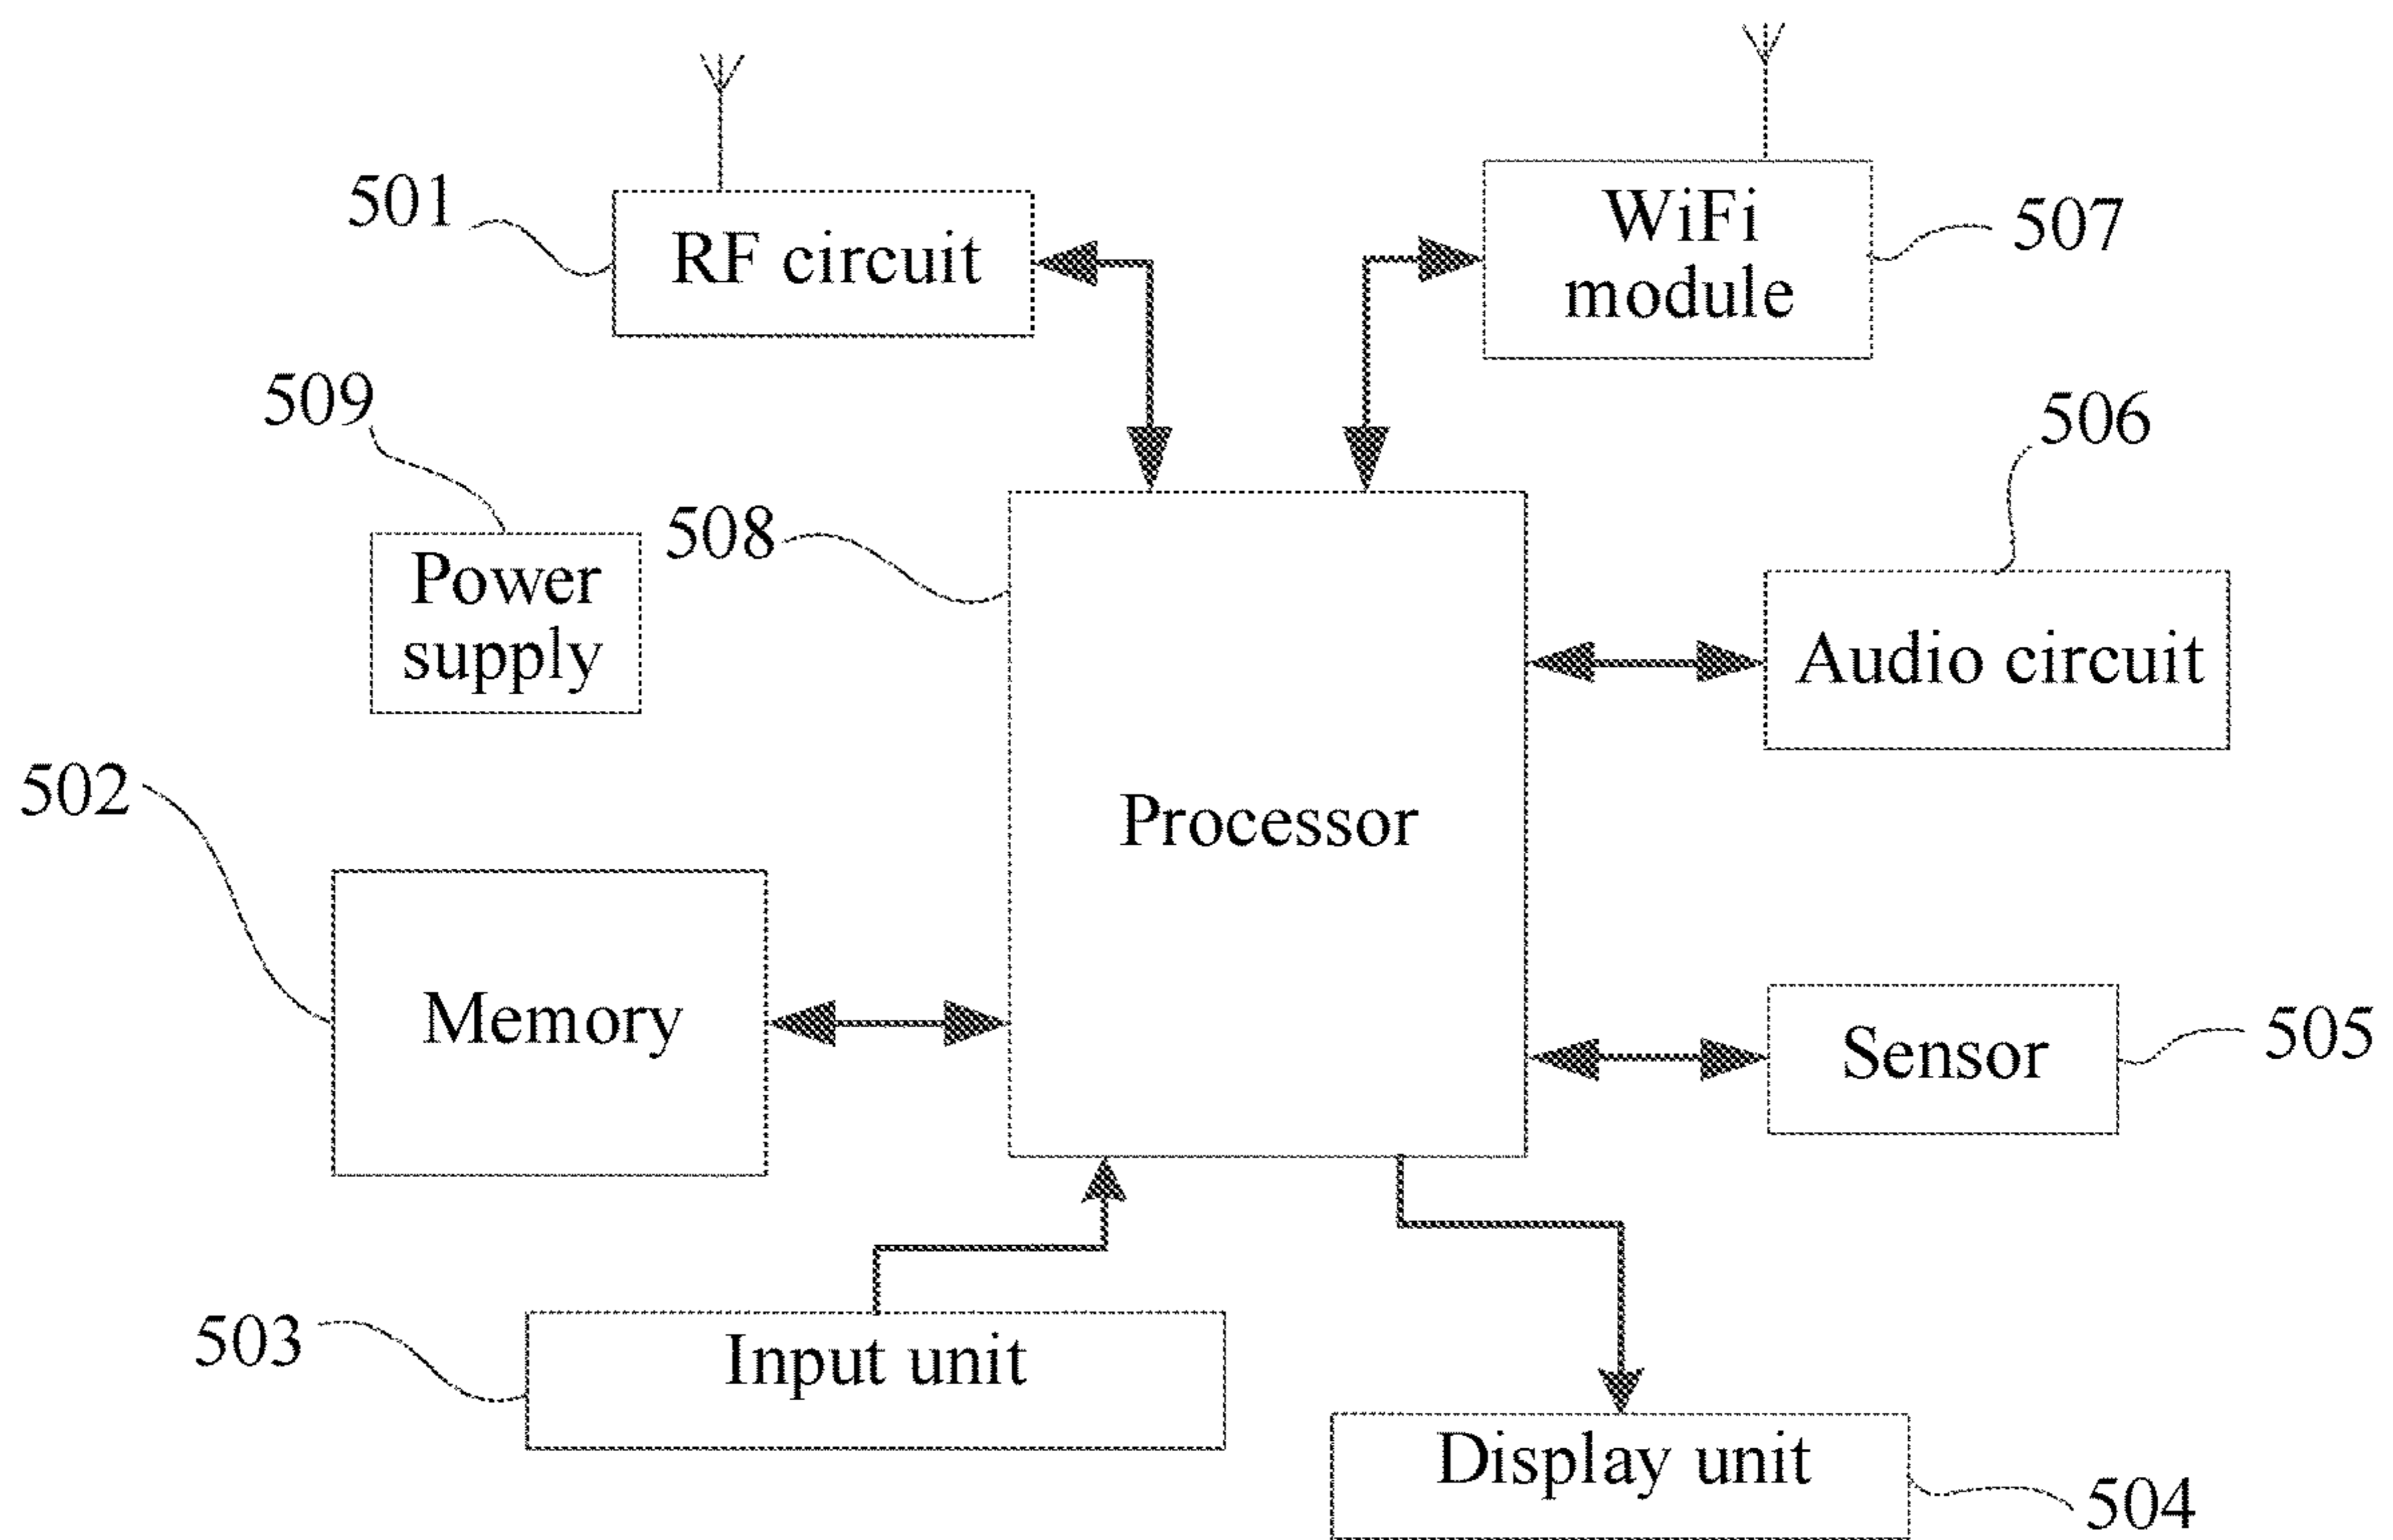 501
RF circuit
WiFi
module
507
509
Power
supply
508
506
Audio circuit
502
Processor
Memory
Sensor
505
503
Input unit
Display unit
504